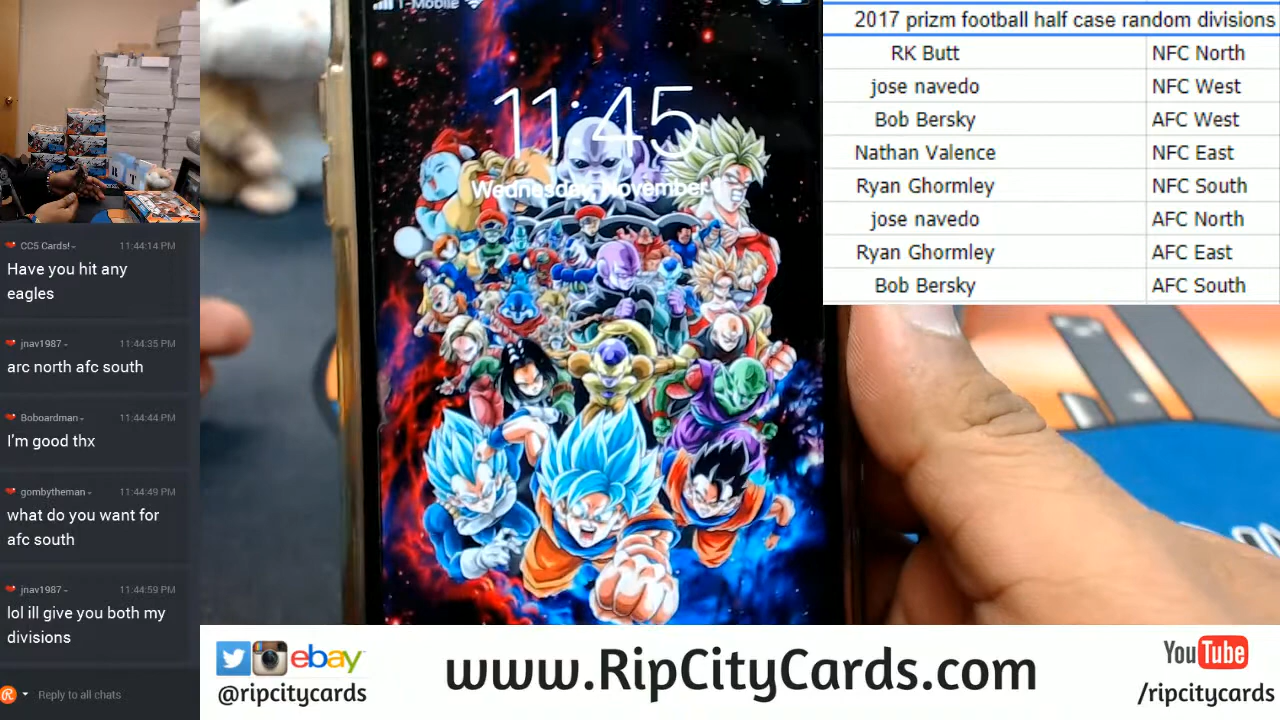 CC5 Cards! 11:44:14 PM
Have you hit any
eagles
jnav1987 11:44:35 PM
arc north afc south
Boboardman 11:44:44 PM
I'm good thx
gombytheman 11:44:49 PM
what do you want for
afc south
jnav1987 11:44:59 PM
lol ill give you both my
divisions
Reply to all chats
T-Mobile
11:45
Wednesday, November
2017 prizm football half case random divisions
RK Butt NFC North
jose navedo NFC West
Bob Bersky AFC West
Nathan Valence NFC East
Ryan Ghormley NFC South
jose navedo AFC North
Ryan Ghormley AFC East
Bob Bersky AFC South
ebay
@ripcitycards
www.RipCityCards.com
YouTube
/ripcitycards